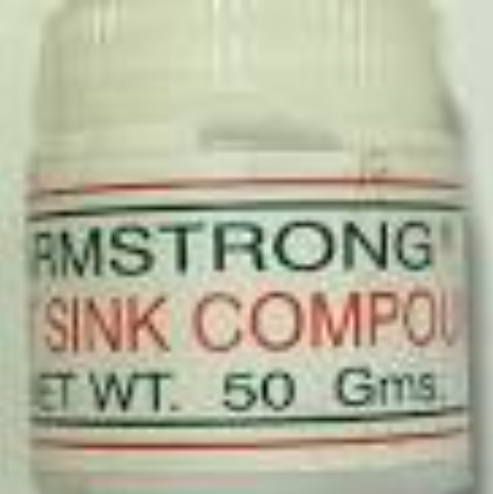 RMSTRONG
SINK COMPOU
ET WT. 50 Gms.